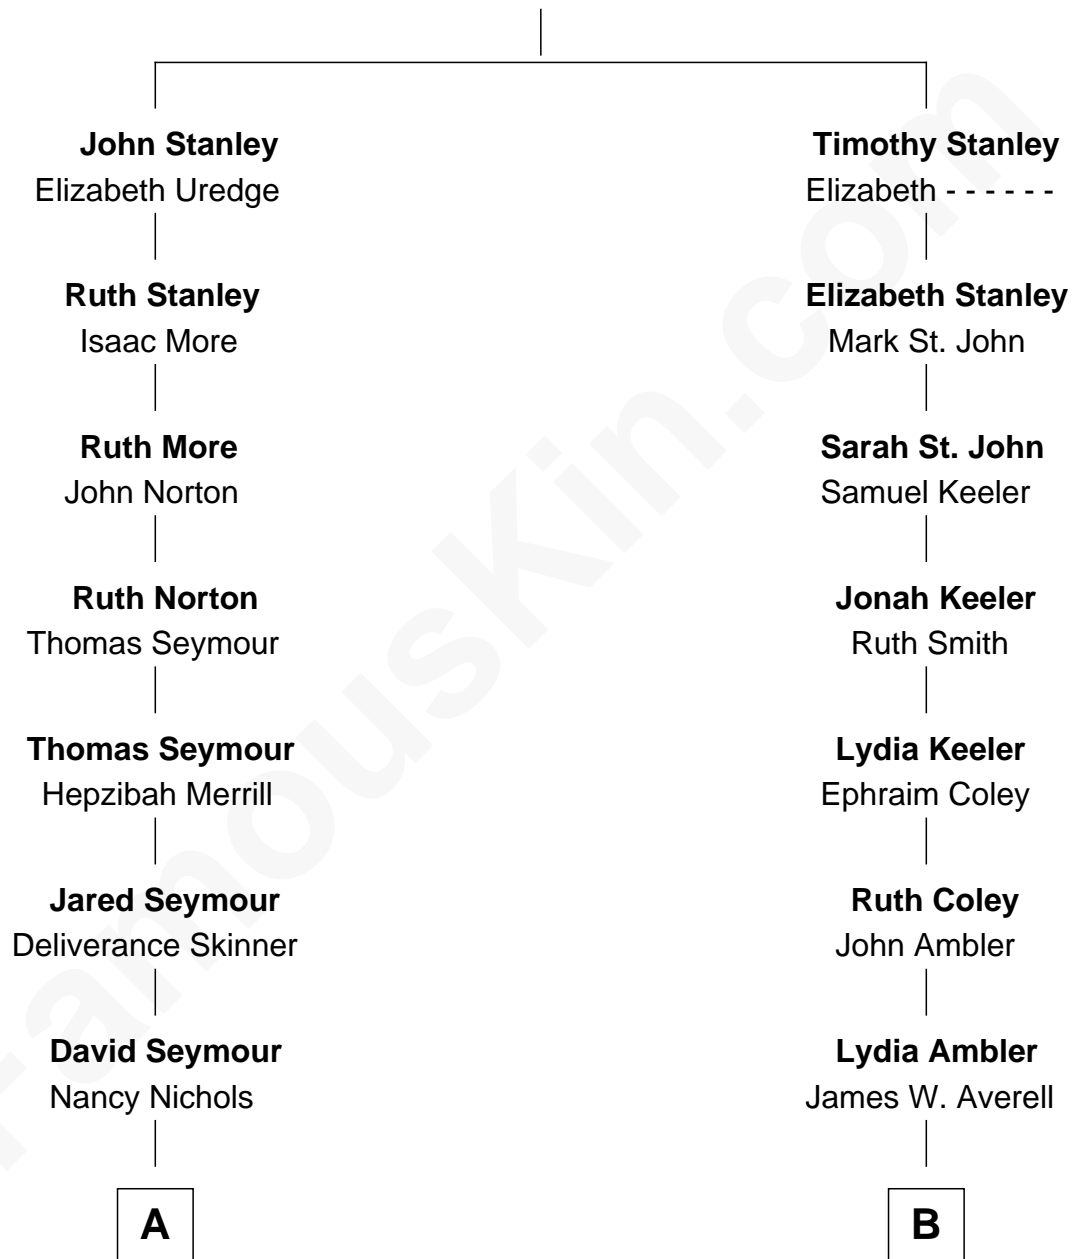 John Stanley
Elizabeth Uredge
Ruth Stanley
Isaac More
Ruth More
John Norton
Ruth Norton
Thomas Seymour
Thomas Seymour
Hepzibah Merrill
Jared Seymour
Deliverance Skinner
David Seymour
Nancy Nichols
A
Timothy Stanley
Elizabeth - - - - - -
Elizabeth Stanley
Mark St. John
Sarah St. John
Samuel Keeler
Jonah Keeler
Ruth Smith
Lydia Keeler
Ephraim Coley
Ruth Coley
John Ambler
Lydia Ambler
James W. Averell
B
FamousKin.com